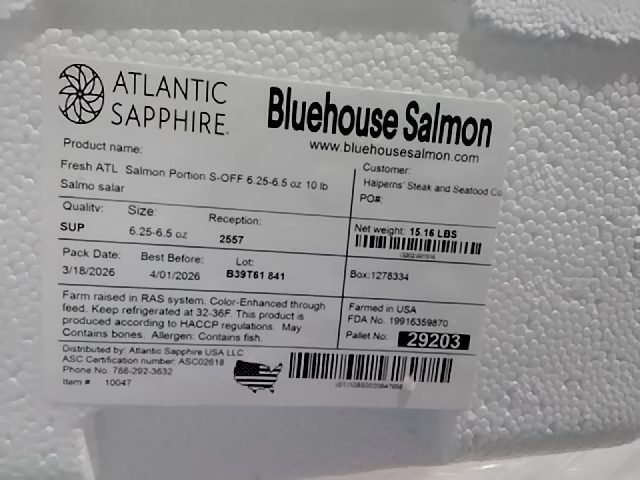 ATLANTIC
SAPPHIRE.
Bluehouse Salmon
www.bluehousesalmon.com
Product name:
Fresh ATL Salmon Portion S-OFF 6.25-6.5 oz 10 lb
Salmo salar
Customer:
Halperns' Steak and Seafood Co
PO#:
Quality: Size: Reception:
SUP 6.25-6.5 oz 2557
Net weight: 15.16 LBS
Pack Date: Best Before: Lot:
3/18/2026 4/01/2026 B39T61 841
Box:1278334
Farm raised in RAS system. Color-Enhanced through
feed. Keep refrigerated at 32-36F. This product is
produced according to HACCP regulations. May
Contains bones. Allergen: Contains fish.
Farmed in USA
FDA No. 19916359870
Pallet No: 29203
Distributed by: Atlantic Sapphire USA LLC
ASC Certification number: ASC02618
Phone No. 786-292-3632
Item # 10047